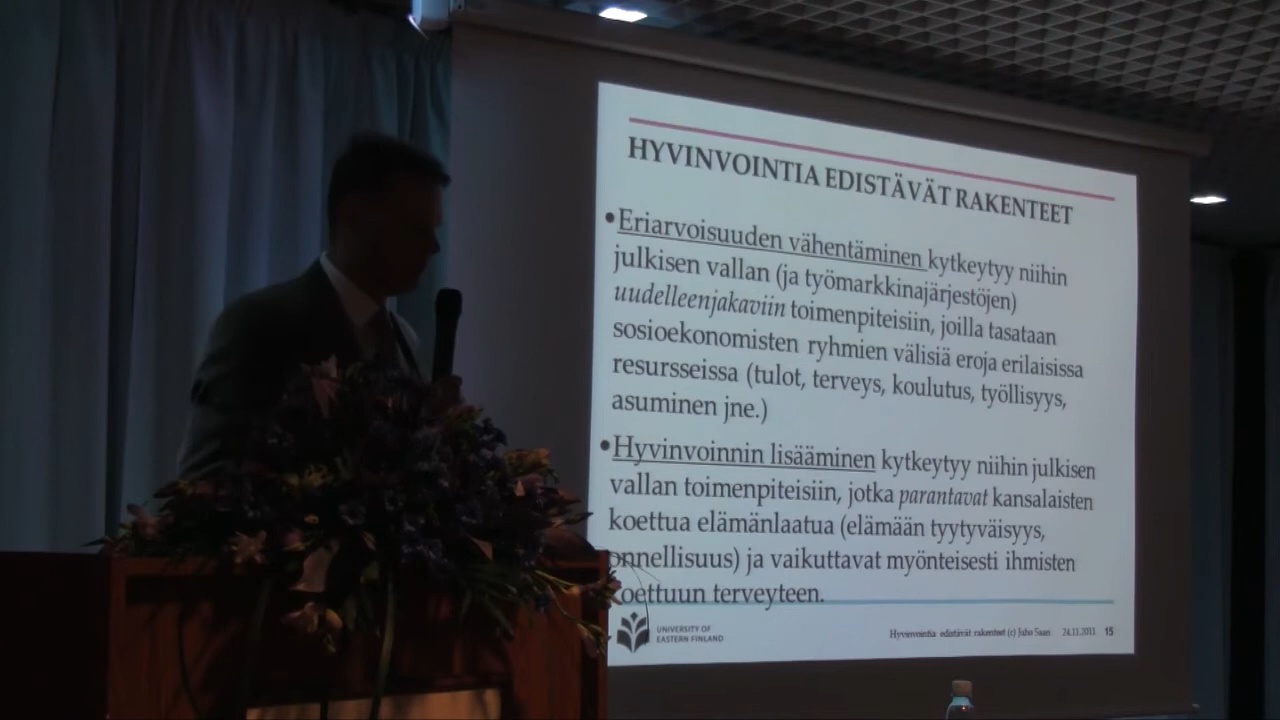 HYVINVOINTIA EDISTÄVÄT RAKENTEET
•Eriarvoisuuden vähentäminen kytkeytyy niihin
julkisen vallan (ja työmarkkinajärjestöjen)
uudelleenjakaviin toimenpiteisiin, joilla tasataan
sosioekonomisten ryhmien välisiä eroja erilaisissa
resursseissa (tulot, terveys, koulutus, työllisyys,
asuminen jne.)
•Hyvinvoinnin lisääminen kytkeytyy niihin julkisen
vallan toimenpiteisiin, jotka parantavat kansalaisten
koettua elämänlaatua (elämään tyytyväisyys,
onnellisuus) ja vaikuttavat myönteisesti ihmisten
koettuun terveyteen.
UNIVERSITY OF
EASTERN FINLAND
Hyvinvointia edistävät rakenteet (c) Juho Saari 24.11.2011 15